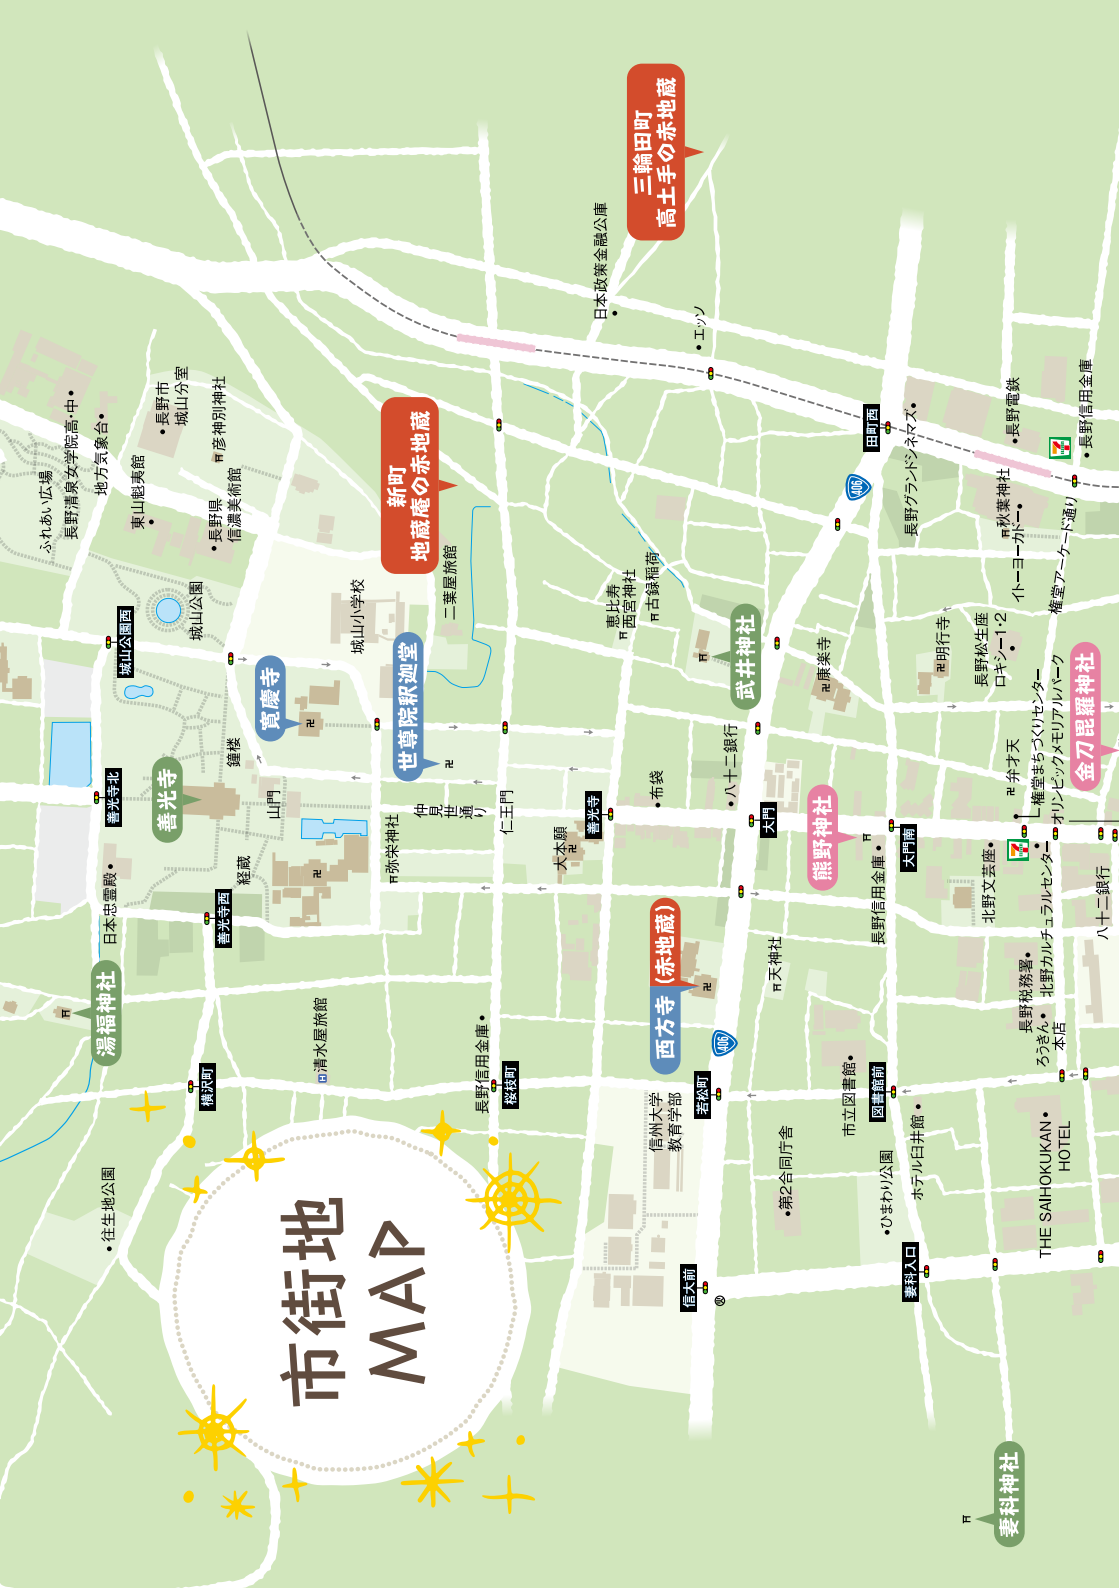 市街地
MAP
三輪田町
高土手の赤地蔵
日本政策金融公庫
エッソ
新町
地蔵庵の赤地蔵
ふれあい広場
長野清泉女学院高・中
地方気象台
長野市
城山分室
東山魁夷館
彦神別神社
長野県
信濃美術館
城山公園
城山公園西
城山小学校
二葉屋旅館
世尊院釈迦堂
寛慶寺
善光寺
善光寺北
鐘楼
山門
経蔵
善光寺西
日本忠霊殿
湯福神社
横沢町
清水屋旅館
往生地公園
弥栄神社
仲見世通り
仁王門
大本願
善光寺
布袋
八十二銀行
大門
長野信用金庫
桜枝町
恵比寿
西宮神社
古録稲荷
武井神社
康楽寺
田町西
406
長野グランドシネマズ
長野電鉄
長野信用金庫
秋葉神社
イトーヨーカドー
権堂アーケード通り
明行寺
長野松生座
ロキシー1・2
弁才天
権堂まちづくりセンター
オリンピックメモリアルパーク
金刀毘羅神社
熊野神社
長野信用金庫
大門南
北野文芸座
北野カルチュラルセンター
八十二銀行
長野税務署
ろうきん
本店
西方寺（赤地蔵）
天神社
406
若松町
信州大学
教育学部
市立図書館
図書館前
第2合同庁舎
ひまわり公園
ホテル臼井館
THE SAIHOKUKAN
HOTEL
信大前
妻科入口
妻科神社